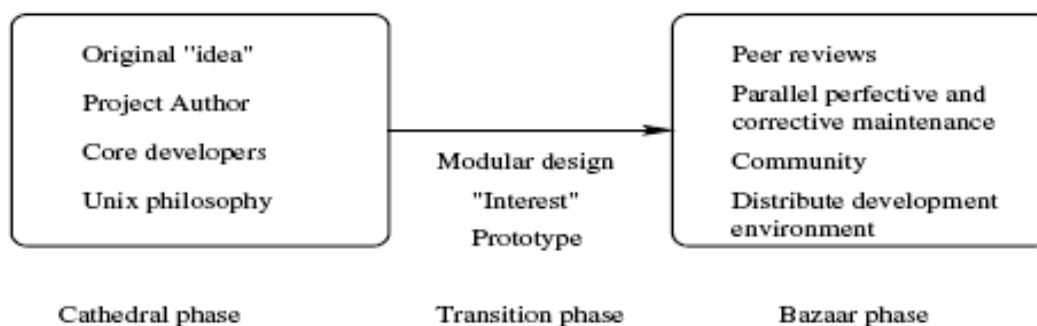 Original "idea"
Project Author
Core developers
Unix philosophy
Modular design
"Interest"
Prototype
Peer reviews
Parallel perfective and
corrective maintenance
Community
Distribute development
environment
Cathedral phase
Transition phase
Bazaar phase